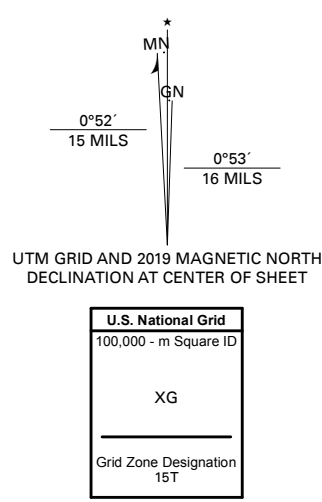 MN
GN
0°52´
15 MILS
0°53´
16 MILS
UTM GRID AND 2019 MAGNETIC NORTH
DECLINATION AT CENTER OF SHEET
U.S. National Grid
100,000 - m Square ID
XG
Grid Zone Designation
15T